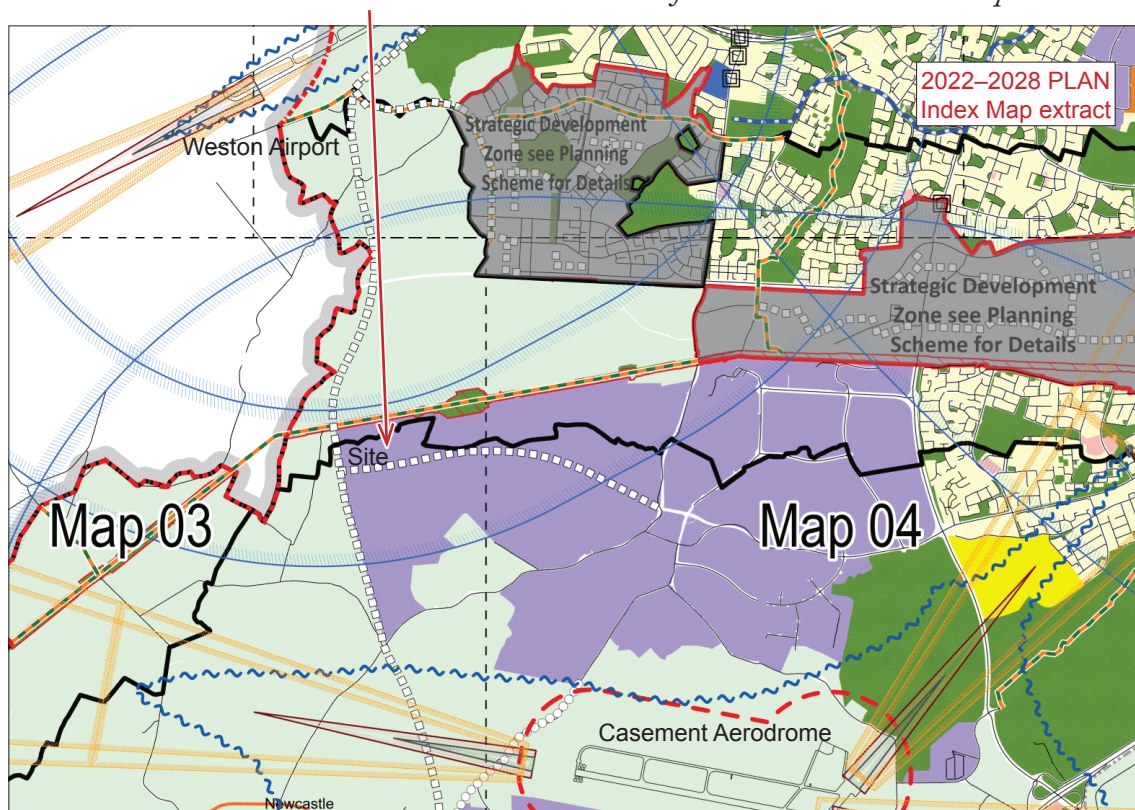 2022–2028 PLAN
Index Map extract
Weston Airport
Strategic Development
Zone see Planning
Scheme for Details
Strategic Development
Zone see Planning
Scheme for Details
Site
Map 03
Map 04
Casement Aerodrome
Newcastle